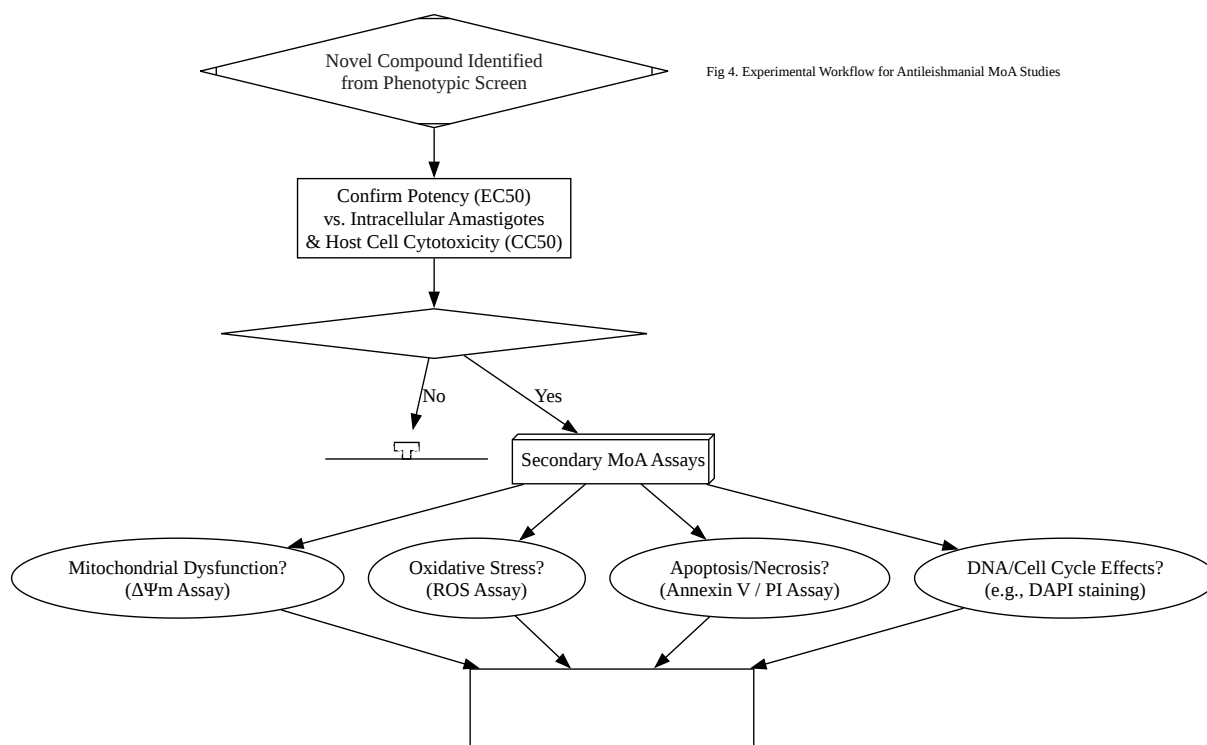 Novel Compound Identified
from Phenotypic Screen
Fig 4. Experimental Workflow for Antileishmanial MoA Studies
Confirm Potency (EC50)
vs. Intracellular Amastigotes
& Host Cell Cytotoxicity (CC50)
No
Yes
Secondary MoA Assays
Mitochondrial Dysfunction?
(ΔΨm Assay)
Oxidative Stress?
(ROS Assay)
Apoptosis/Necrosis?
(Annexin V / PI Assay)
DNA/Cell Cycle Effects?
(e.g., DAPI staining)